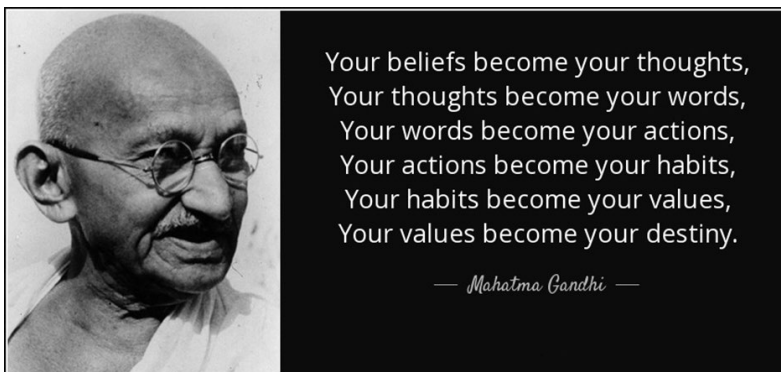 Your beliefs become your thoughts,
Your thoughts become your words,
Your words become your actions,
Your actions become your habits,
Your habits become your values,
Your values become your destiny.
— Mahatma Gandhi —